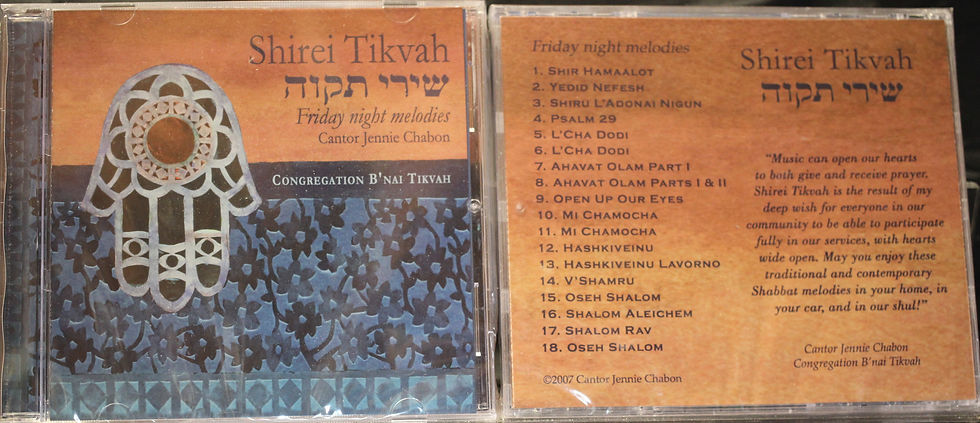 Shirei Tikvah
שירי תקוה
Friday night melodies
Cantor Jennie Chabon
CONGREGATION B'NAI TIKVAH
Friday night melodies
1. SHIR HAMAALOT
2. YEDID NEFESH
3. SHIRU L'ADONAI NIGUN
4. PSALM 29
5. L'CHA DODI
6. L'CHA DODI
7. AHAVAT OLAM PART I
8. AHAVAT OLAM PARTS I & II
9. OPEN UP OUR EYES
10. MI CHAMOCHA
11. MI CHAMOCHA
12. HASHKIVEINU
13. HASHKIVEINU LAVORNO
14. V'SHAMRU
15. OSEH SHALOM
16. SHALOM ALEICHEM
17. SHALOM RAV
18. OSEH SHALOM
©2007 Cantor Jennie Chabon
Shirei Tikvah
שירי תקוה
"Music can open our hearts
to both give and receive prayer.
Shirei Tikvah is the result of my
deep wish for everyone in our
community to be able to participate
fully in our services, with hearts
wide open. May you enjoy these
traditional and contemporary
Shabbat melodies in your home, in
your car, and in our shul!"
Cantor Jennie Chabon
Congregation B'nai Tikvah